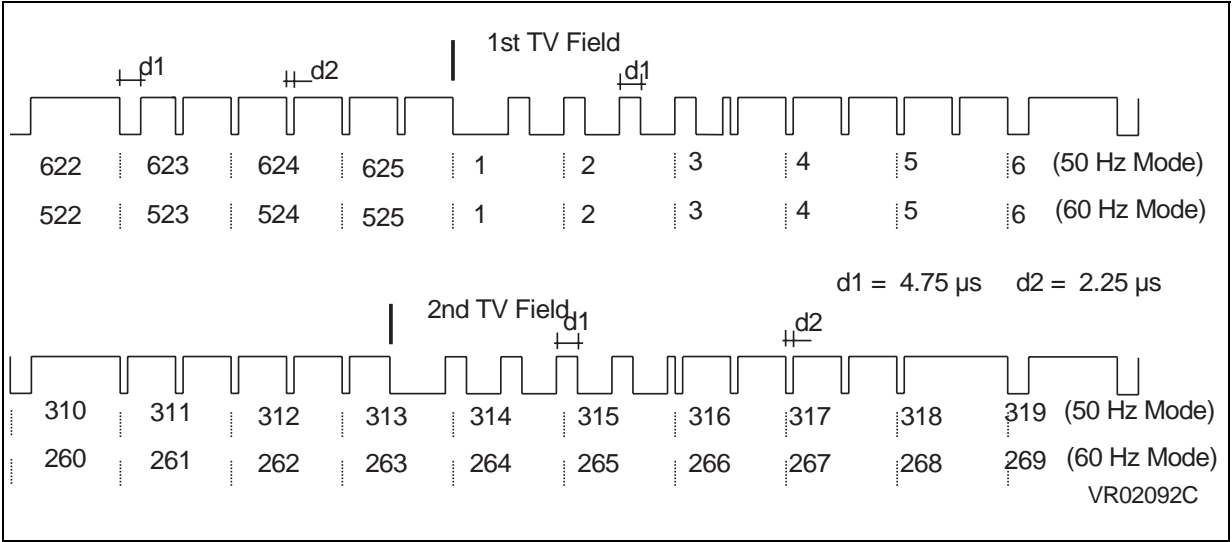 1st TV Field
d1 d2 d1
622 623 624 625 1 2 3 4 5 6 (50 Hz Mode)
522 523 524 525 1 2 3 4 5 6 (60 Hz Mode)
d1 = 4.75 µs d2 = 2.25 µs
2nd TV Field
d1 d2
310 311 312 313 314 315 316 317 318 319 (50 Hz Mode)
260 261 262 263 264 265 266 267 268 269 (60 Hz Mode)
VR02092C